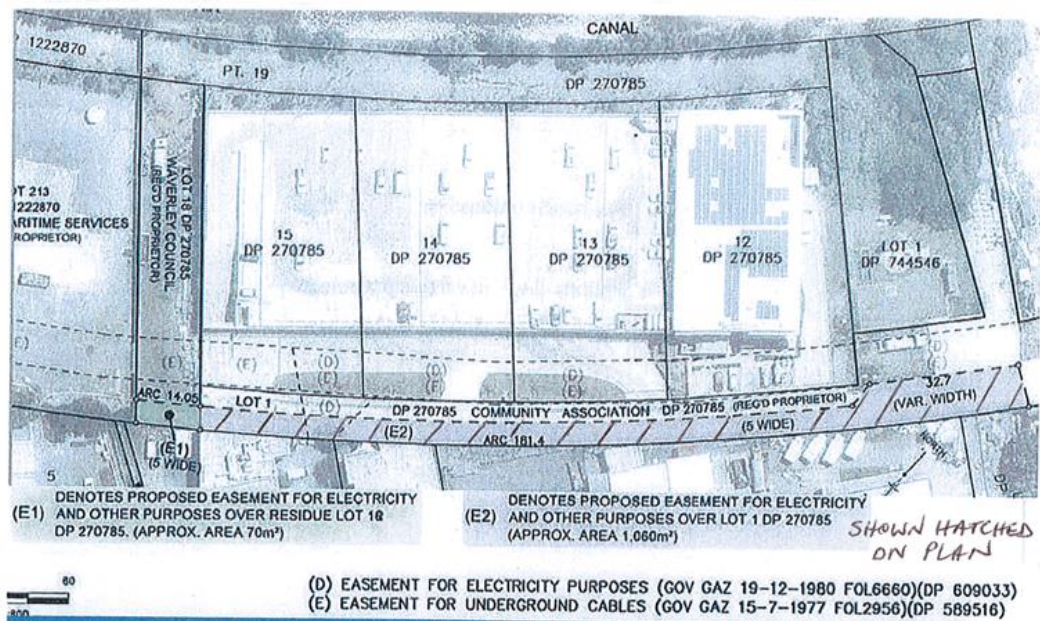 CANAL
1222870
PT. 19
DP 270785
LOT 18 DP 270785
WAVERLEY COUNCIL
(REG'D PROPRIETOR)
OT 213
1222870
ARITIME SERVICES
ROPRIETOR)
15
DP 270785
14
DP 270785
13
DP 270785
12
DP 270785
LOT 1
DP 744546
(E)
(E)
(D)
(E)
(D)
(E)
(D)
(E)
ARC 14.05
LOT 1
(D)
DP 270785 COMMUNITY ASSOCIATION DP 270785 (REG'D PROPRIETOR)
32.7
(VAR. WIDTH)
(E2)
ARC 181.4
(5 WIDE)
(E1)
(5 WIDE)
5
NORTH
(E1) DENOTES PROPOSED EASEMENT FOR ELECTRICITY
AND OTHER PURPOSES OVER RESIDUE LOT 18
DP 270785. (APPROX. AREA 70m²)
(E2) DENOTES PROPOSED EASEMENT FOR ELECTRICITY
AND OTHER PURPOSES OVER LOT 1 DP 270785
(APPROX. AREA 1,060m²)
SHOWN HATCHED
ON PLAN
60
:800
(D) EASEMENT FOR ELECTRICITY PURPOSES (GOV GAZ 19-12-1980 FOL6660)(DP 609033)
(E) EASEMENT FOR UNDERGROUND CABLES (GOV GAZ 15-7-1977 FOL2956)(DP 589516)